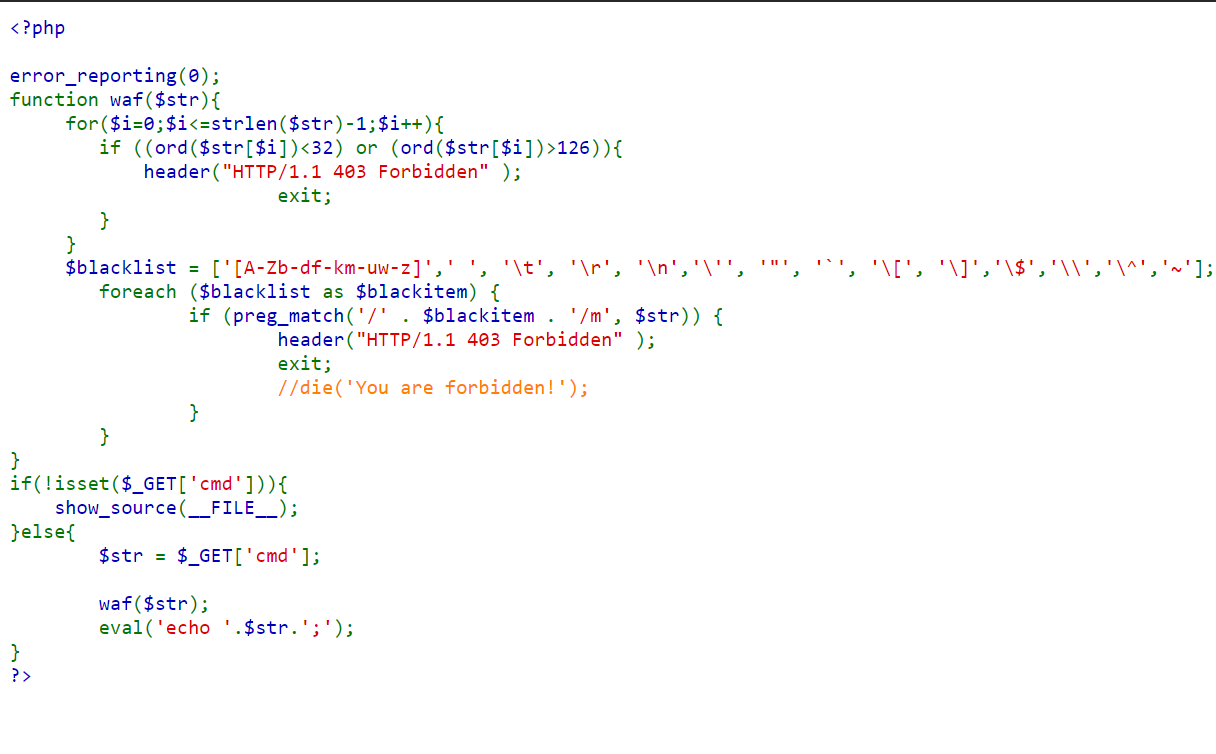 <?php

error_reporting(0);
function waf($str){
     for($i=0;$i<=strlen($str)-1;$i++){
        if ((ord($str[$i])<32) or (ord($str[$i])>126)){
            header("HTTP/1.1 403 Forbidden" );
                        exit;
        }
     }
     $blacklist = ['[A-Zb-df-km-uw-z]',' ', '\t', '\r', '\n','\'', '"', '`', '\[', '\]','\$','\\','\^','~'];
        foreach ($blacklist as $blackitem) {
                if (preg_match('/' . $blackitem . '/m', $str)) {
                        header("HTTP/1.1 403 Forbidden" );
                        exit;
                        //die('You are forbidden!');
                }
        }
}
if(!isset($_GET['cmd'])){
    show_source(__FILE__);
}else{
        $str = $_GET['cmd'];

        waf($str);
        eval('echo '.$str.';');
}
?>